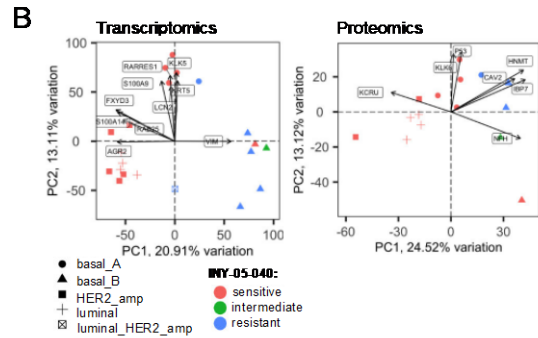 B
Transcriptomics
Proteomics
100
50
0
-50
PC2, 13.11% variation
RARRES1
KLK5
S100A9
FXYD3
LCN2
RT5
S100A14
RAB25
AGR2
VIM
-50
0
50
100
PC1, 20.91% variation
20
0
-20
-40
PC2, 13.12% variation
P53
KLK6
HNMT
CAV2
IBP7
KCRU
-60
-30
0
30
PC1, 24.52% variation
basal_A
basal_B
HER2_amp
luminal
luminal_HER2_amp
INY-05-040:
sensitive
intermediate
resistant